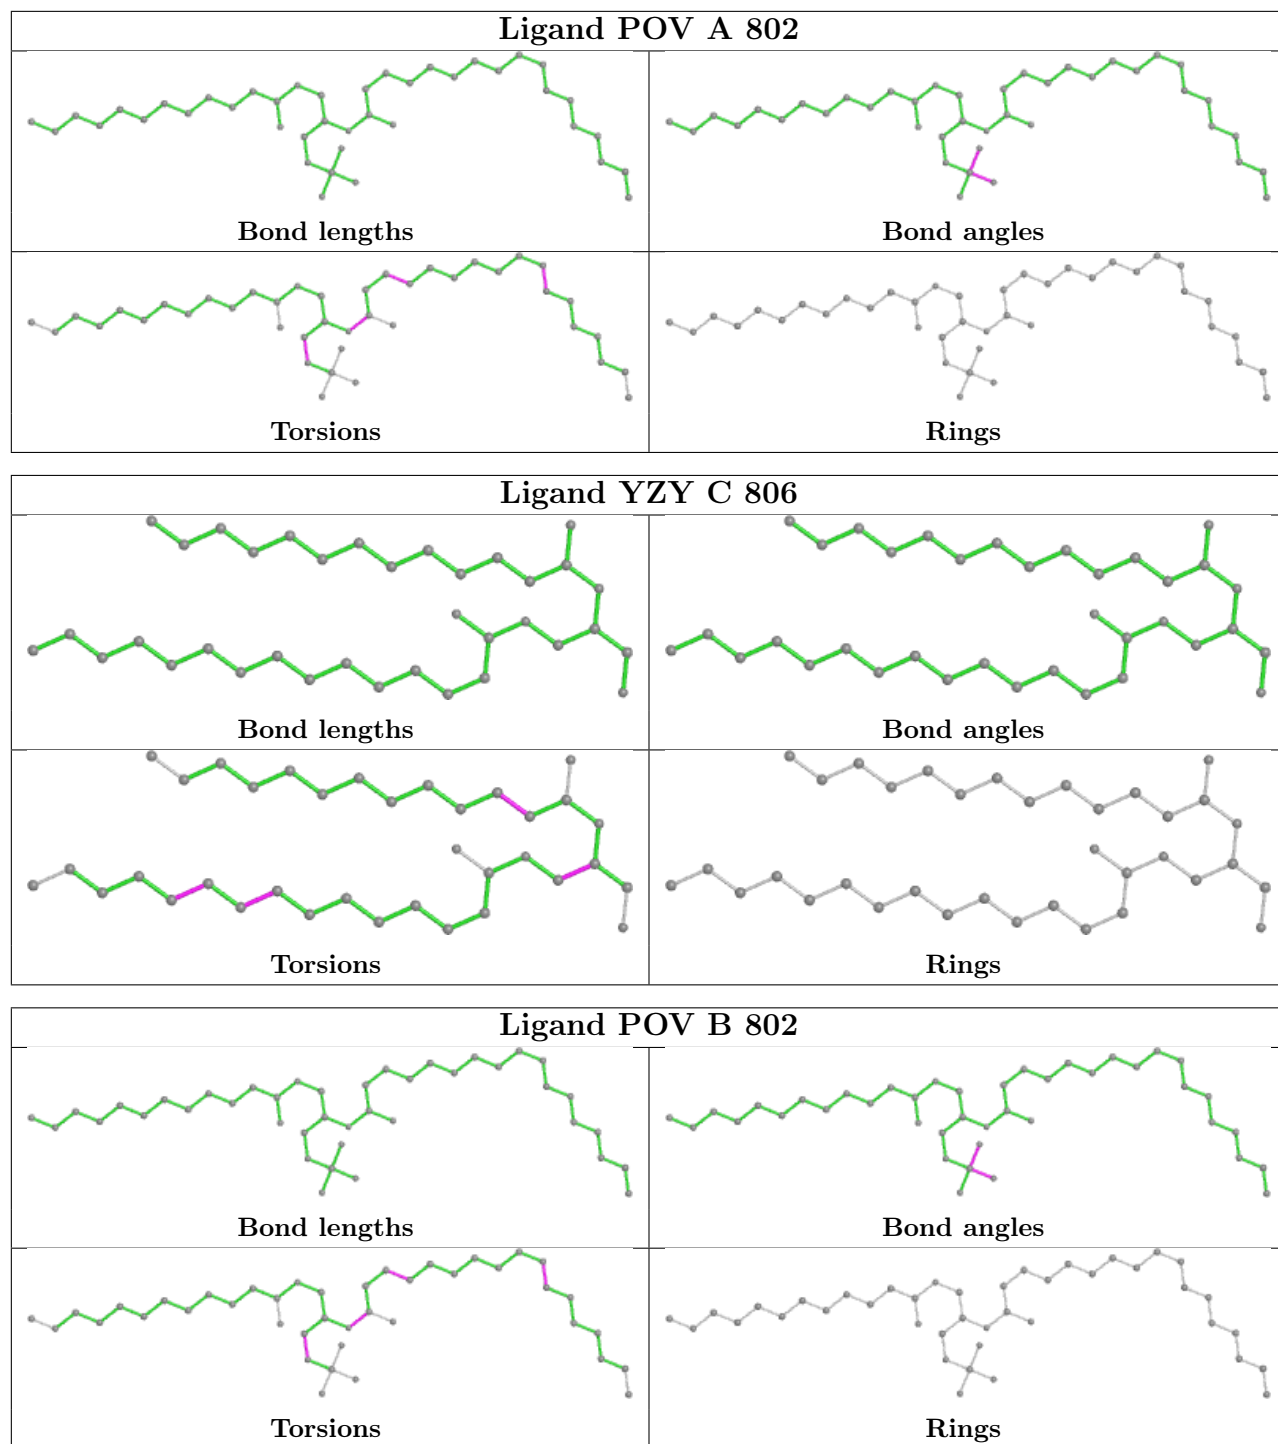 Ligand POV A 802
Bond lengths
Bond angles
Torsions
Rings
Ligand YZY C 806
Bond lengths
Bond angles
Torsions
Rings
Ligand POV B 802
Bond lengths
Bond angles
Torsions
Rings